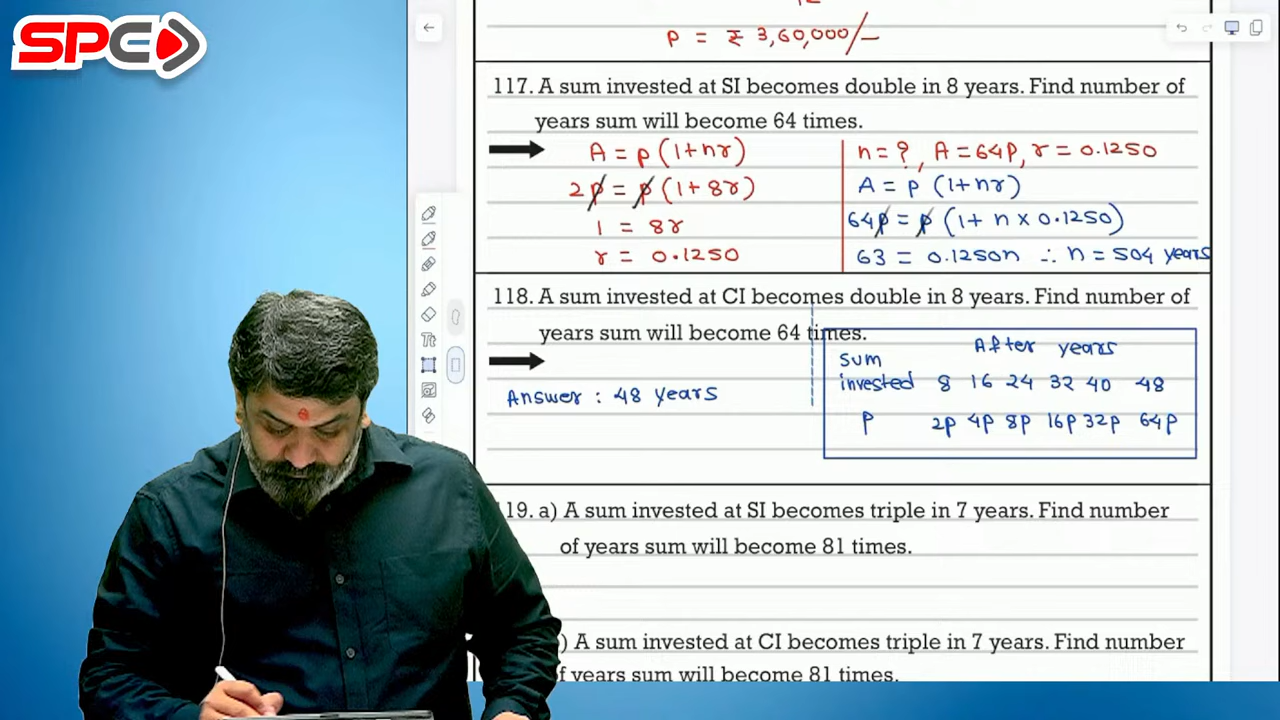 SPC
P = ₹ 3,60,000/-
117. A sum invested at SI becomes double in 8 years. Find number of
years sum will become 64 times.
A = p (1+nr)
2p = p (1+8r)
1 = 8r
r = 0.1250
n = ?, A = 64P, r = 0.1250
A = p (1+nr)
64p = p (1+ n x 0.1250)
63 = 0.1250n ∴ n = 504 years
118. A sum invested at CI becomes double in 8 years. Find number of
years sum will become 64 times.
Answer : 48 years
After years
sum
invested 8 16 24 32 40 48
P 2p 4p 8p 16p 32p 64p
19. a) A sum invested at SI becomes triple in 7 years. Find number
of years sum will become 81 times.
) A sum invested at CI becomes triple in 7 years. Find number
f years sum will become 81 times.
Tt